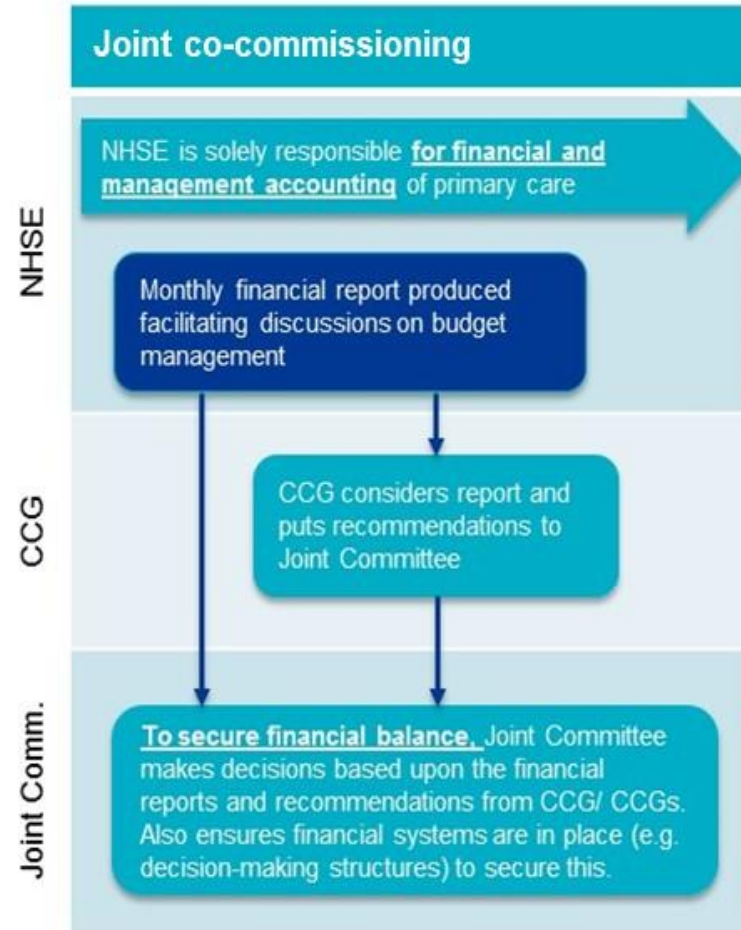 Joint co-commissioning
NHSE
NHSE is solely responsible for financial and
management accounting of primary care
Monthly financial report produced
facilitating discussions on budget
management
CCG
CCG considers report and
puts recommendations to
Joint Committee
Joint Comm.
To secure financial balance, Joint Committee
makes decisions based upon the financial
reports and recommendations from CCG/ CCGs.
Also ensures financial systems are in place (e.g.
decision-making structures) to secure this.